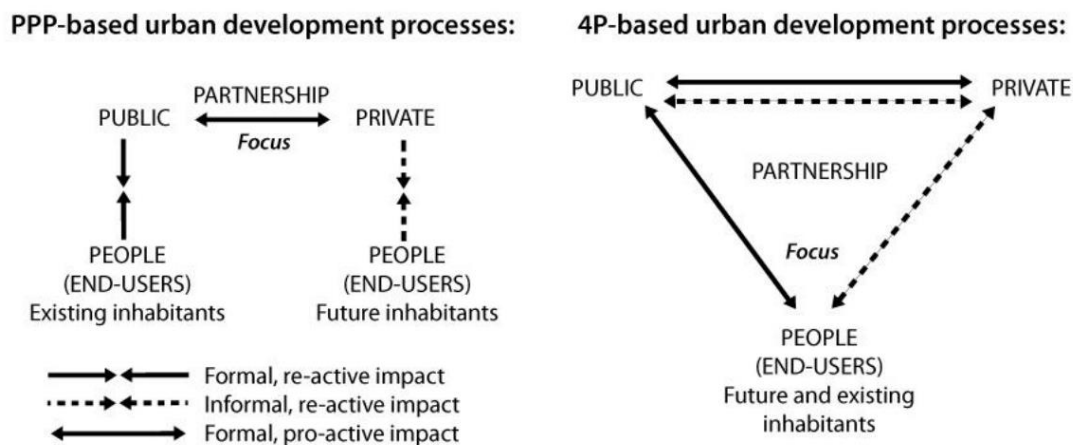 PPP-based urban development processes:
PARTNERSHIP
PUBLIC
PRIVATE
Focus
PEOPLE
(END-USERS)
Existing inhabitants
PEOPLE
(END-USERS)
Future inhabitants
Formal, re-active impact
Informal, re-active impact
Formal, pro-active impact
4P-based urban development processes:
PUBLIC
PRIVATE
PARTNERSHIP
Focus
PEOPLE
(END-USERS)
Future and existing
inhabitants